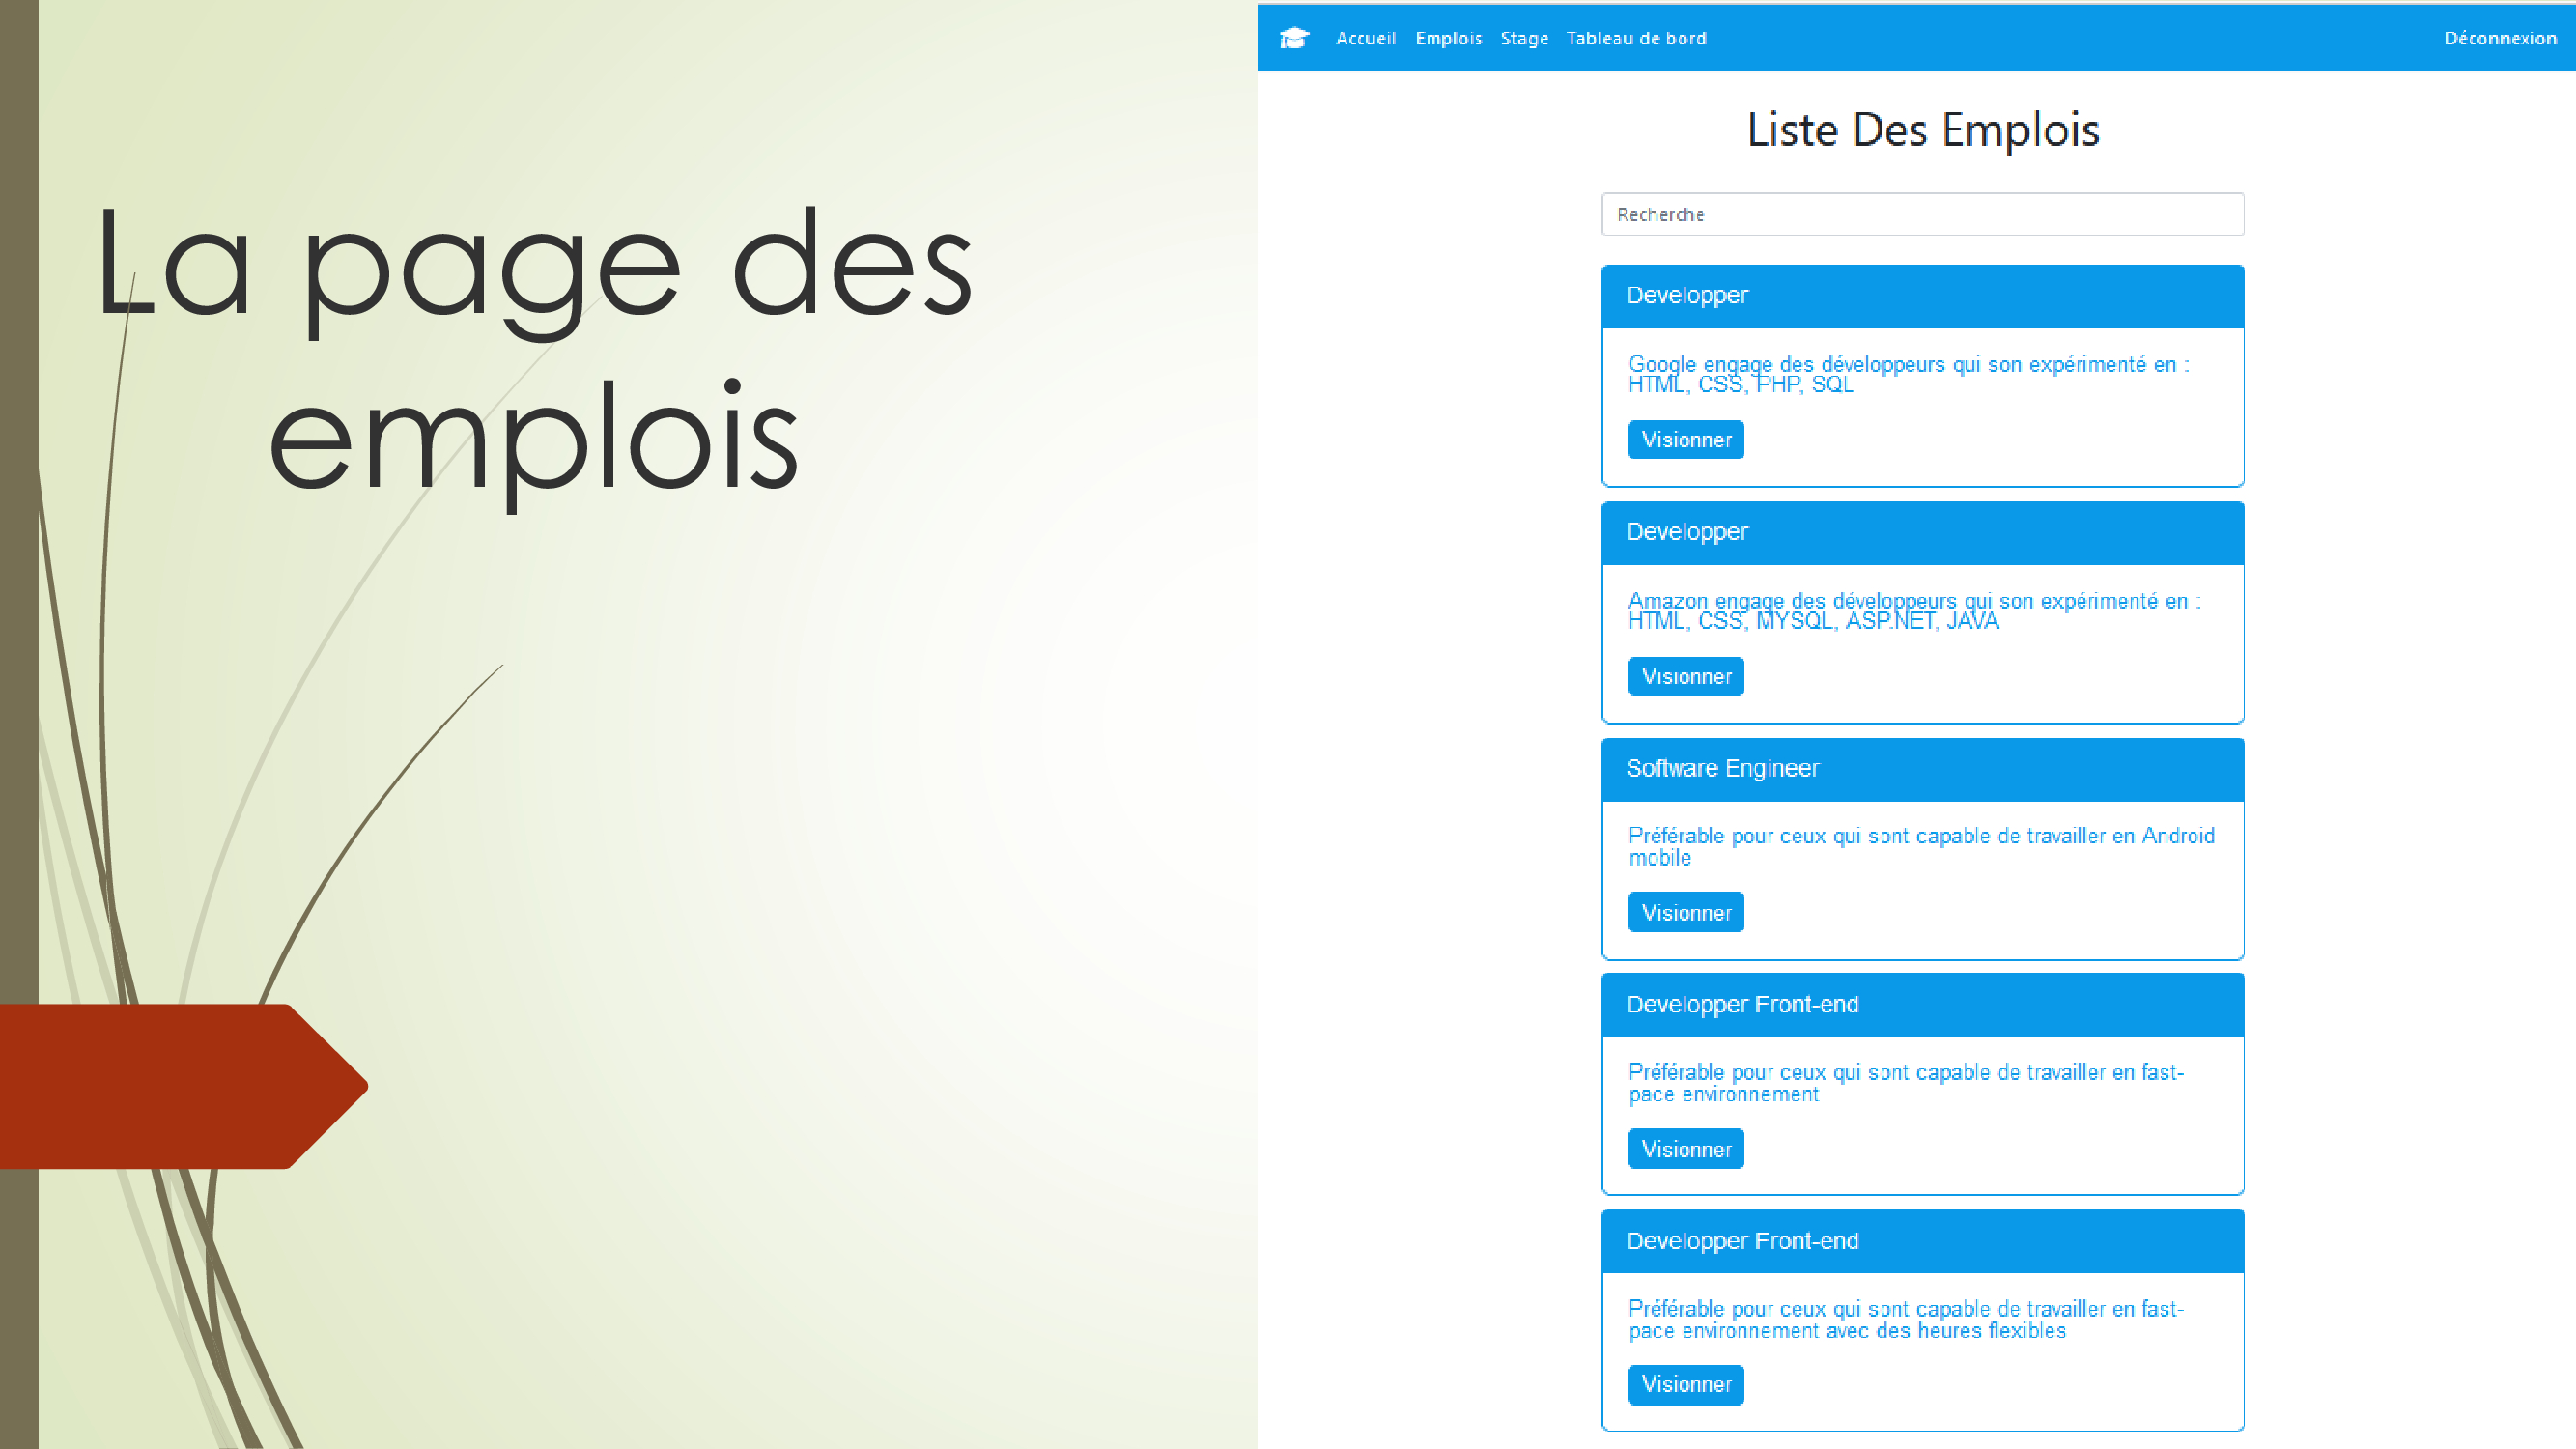 La page des
emplois
Accueil Emplois Stage Tableau de bord Déconnexion
Liste Des Emplois
Recherche
Developper
Google engage des développeurs qui son expérimenté en :
HTML, CSS, PHP, SQL
Visionner
Developper
Amazon engage des développeurs qui son expérimenté en :
HTML, CSS, MYSQL, ASP.NET, JAVA
Visionner
Software Engineer
Préférable pour ceux qui sont capable de travailler en Android
mobile
Visionner
Developper Front-end
Préférable pour ceux qui sont capable de travailler en fast-
pace environnement
Visionner
Developper Front-end
Préférable pour ceux qui sont capable de travailler en fast-
pace environnement avec des heures flexibles
Visionner